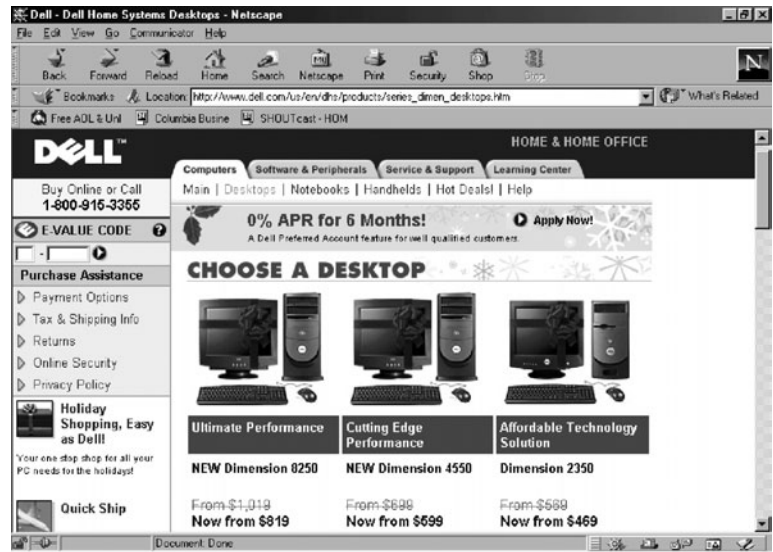 Dell - Dell Home Systems Desktops - Netscape
File Edit View Go Communicator Help
Back Forward Reload Home Search Netscape Print Security Shop Stop
N
Bookmarks Location: http://www.dell.com/us/en/dhs/products/series_dimen_desktops.htm What's Related
Free AOL & Unl Columbia Busine SHOUTcast - HOM
DELL™
HOME & HOME OFFICE
Computers Software & Peripherals Service & Support Learning Center
Main | Desktops | Notebooks | Handhelds | Hot Deals! | Help
Buy Online or Call
1-800-915-3355
E-VALUE CODE ?
-
Purchase Assistance
Payment Options
Tax & Shipping Info
Returns
Online Security
Privacy Policy
Holiday
Shopping, Easy
as Dell!
Your one stop shop for all your
PC needs for the holidays!
Quick Ship
0% APR for 6 Months!
Apply Now!
A Dell Preferred Account feature for well qualified customers.
CHOOSE A DESKTOP
Ultimate Performance
NEW Dimension 8250
From $1,019
Now from $819
Cutting Edge
Performance
NEW Dimension 4550
From $699
Now from $599
Affordable Technology
Solution
Dimension 2350
From $569
Now from $469
Document: Done